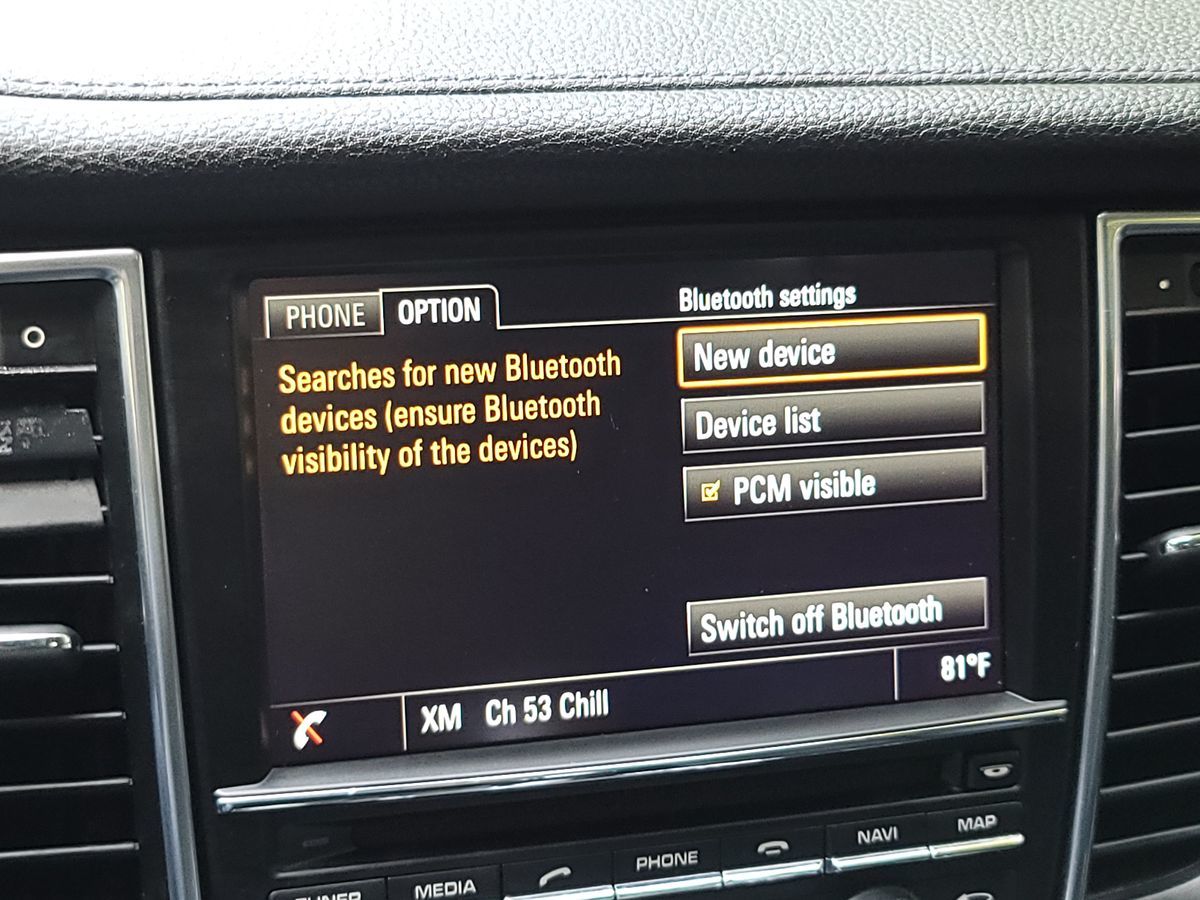 PHONE OPTION
Bluetooth settings
Searches for new Bluetooth
devices (ensure Bluetooth
visibility of the devices)
New device
Device list
PCM visible
Switch off Bluetooth
XM Ch 53 Chill
81°F
TUNER MEDIA PHONE NAVI MAP